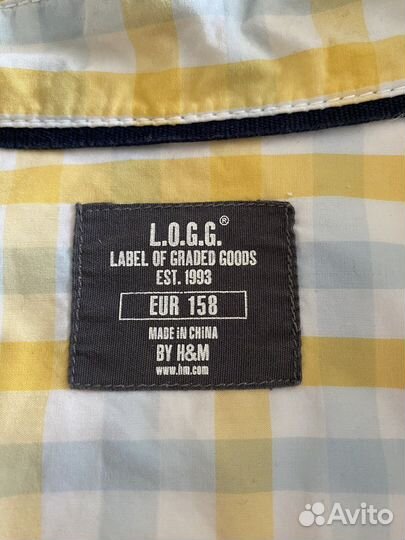 L.O.G.G.®
LABEL OF GRADED GOODS
EST. 1993
EUR 158
MADE IN CHINA
BY H&M
www.hm.com
Avito